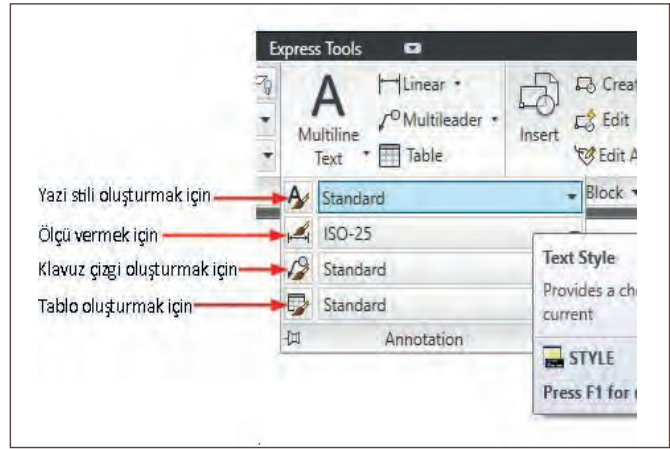 Express Tools
Linear
Multileader
Table
A
Multiline
Text
Insert
Edit
Block
Yazi stili oluşturmak için
Standard
Ölçü vermek için
ISO-25
Klavuz çizgi oluşturmak için
Standard
Tablo oluşturmak için
Standard
Annotation
Text Style
Provides a
current
STYLE
Press F1 for